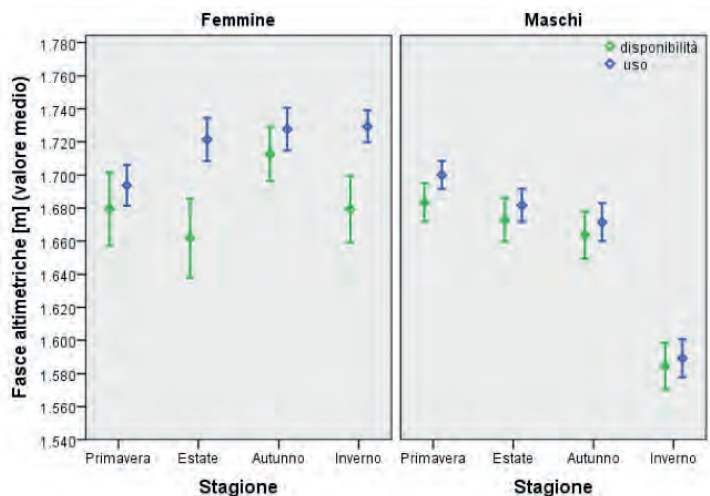 Femmine
Maschi
Fasce altimetriche [m] (valore medio)
1.780
1.760
1.740
1.720
1.700
1.680
1.660
1.640
1.620
1.600
1.580
1.560
1.540
disponibilità
uso
Primavera Estate Autunno Inverno
Primavera Estate Autunno Inverno
Stagione
Stagione